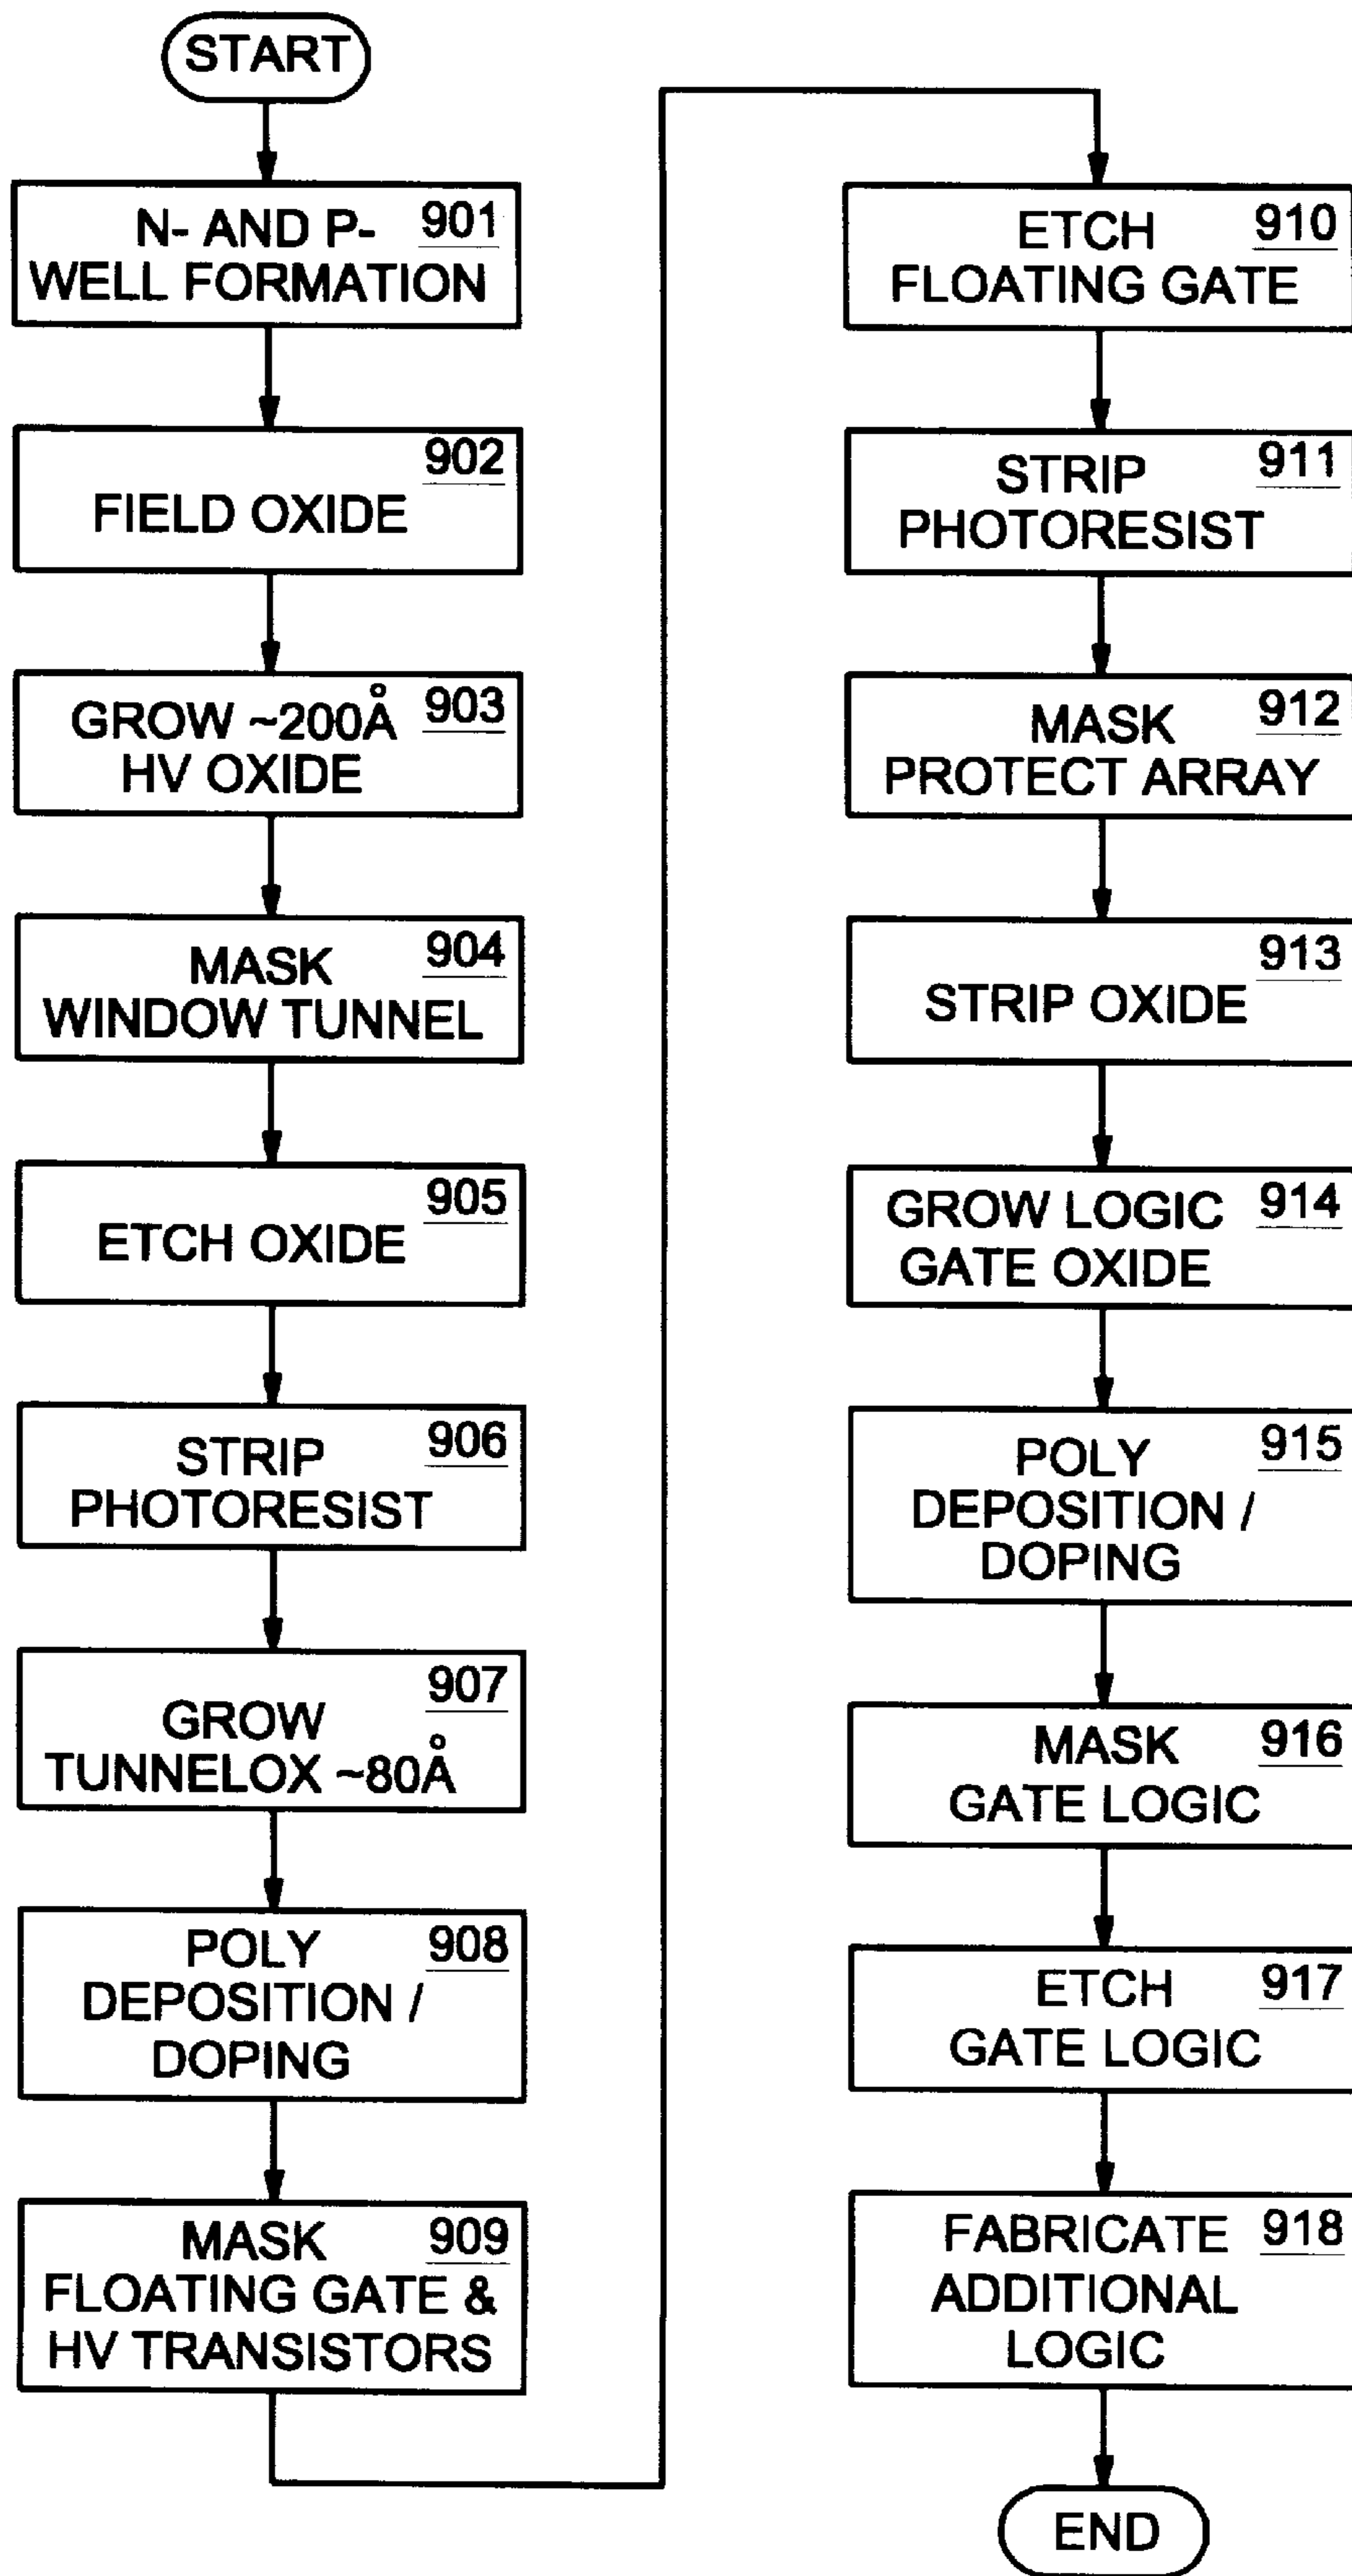 START
N- AND P- 901
WELL FORMATION
902
FIELD OXIDE
GROW ~200Å 903
HV OXIDE
MASK 904
WINDOW TUNNEL
905
ETCH OXIDE
STRIP 906
PHOTORESIST
907
GROW
TUNNELOX ~80Å
POLY 908
DEPOSITION /
DOPING
MASK 909
FLOATING GATE &
HV TRANSISTORS
ETCH 910
FLOATING GATE
STRIP 911
PHOTORESIST
MASK 912
PROTECT ARRAY
913
STRIP OXIDE
GROW LOGIC 914
GATE OXIDE
POLY 915
DEPOSITION /
DOPING
MASK 916
GATE LOGIC
ETCH 917
GATE LOGIC
FABRICATE 918
ADDITIONAL
LOGIC
END